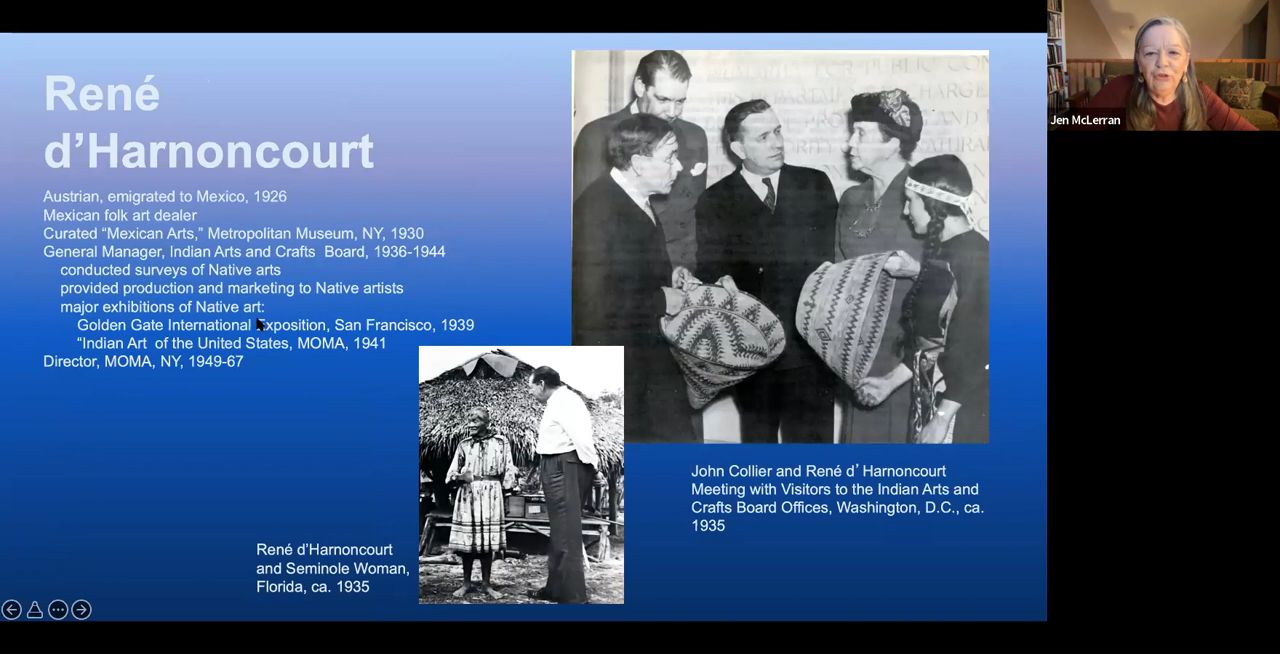 René
d’Harnoncourt
Austrian, emigrated to Mexico, 1926
Mexican folk art dealer
Curated “Mexican Arts,” Metropolitan Museum, NY, 1930
General Manager, Indian Arts and Crafts Board, 1936-1944
conducted surveys of Native arts
provided production and marketing to Native artists
major exhibitions of Native art:
Golden Gate International Exposition, San Francisco, 1939
“Indian Art of the United States, MOMA, 1941
Director, MOMA, NY, 1949-67
René d’Harnoncourt
and Seminole Woman,
Florida, ca. 1935
John Collier and René d’ Harnoncourt
Meeting with Visitors to the Indian Arts and
Crafts Board Offices, Washington, D.C., ca.
1935
Jen McLerran